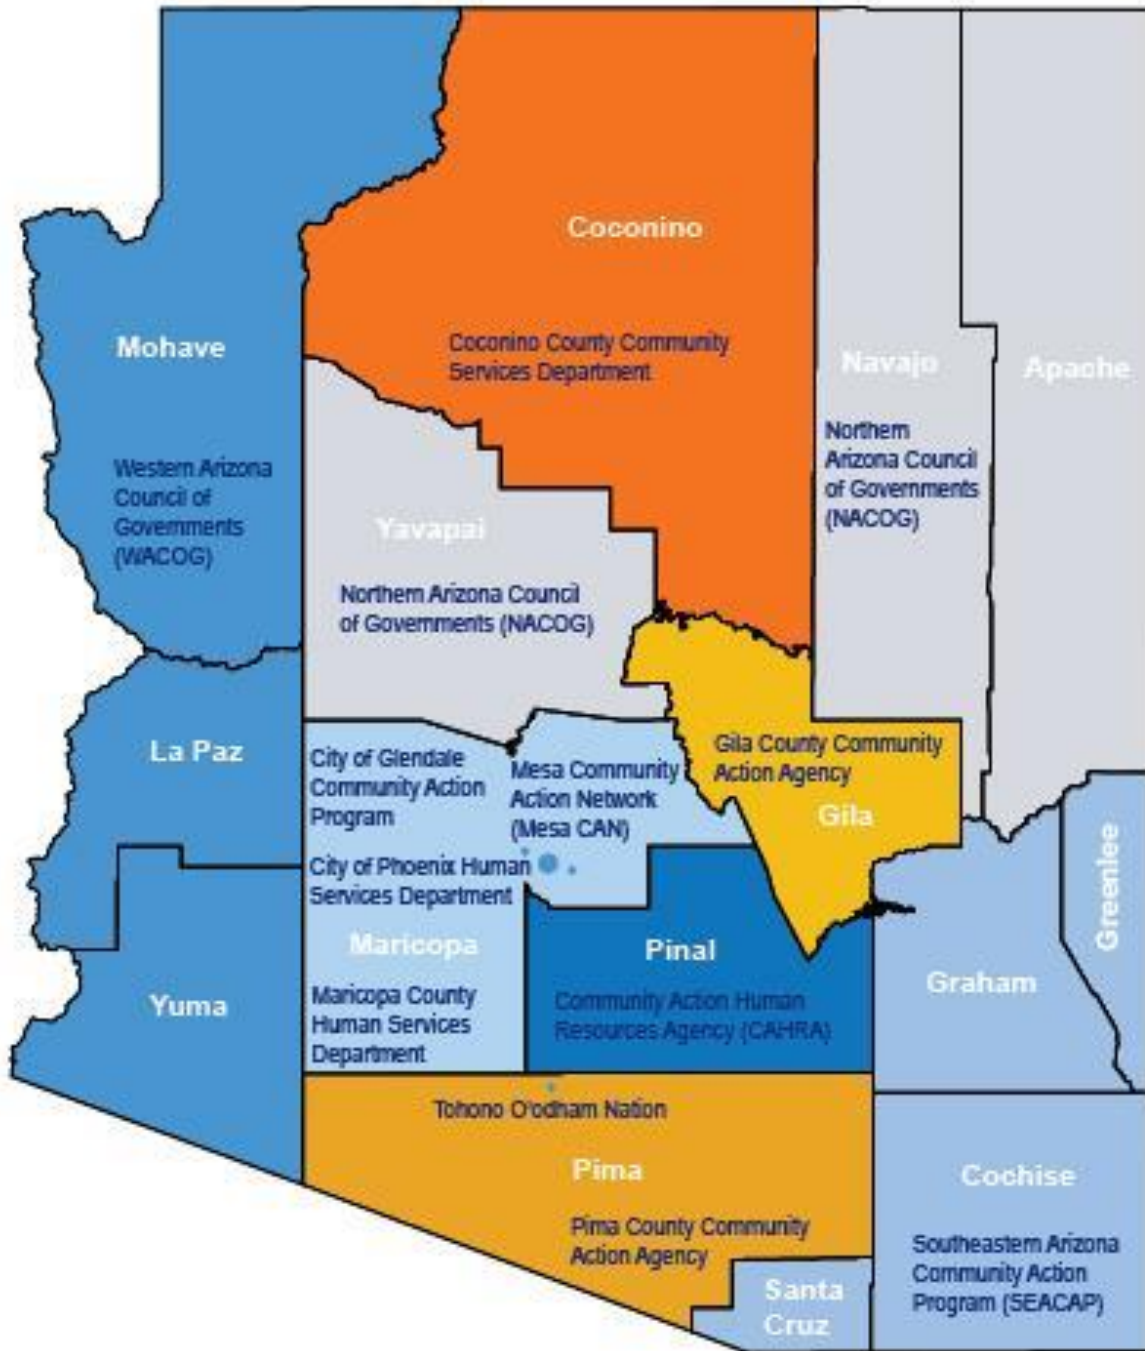 Coconino
Coconino County Community
Services Department
Mohave
Western Arizona
Council of
Governments
(WACOG)
Navajo
Northern
Arizona Council
of Governments
(NACOG)
Apache
Yavapai
Northern Arizona Council
of Governments (NACOG)
La Paz
City of Glendale
Community Action
Program
Mesa Community
Action Network
(Mesa CAN)
Gila County Community
Action Agency
Gila
City of Phoenix Human
Services Department
Maricopa
Maricopa County
Human Services
Department
Pinal
Community Action Human
Resources Agency (CAHRA)
Greenlee
Graham
Yuma
Tohono O'odham Nation
Pima
Pima County Community
Action Agency
Cochise
Southeastern Arizona
Community Action
Program (SEACAP)
Santa
Cruz